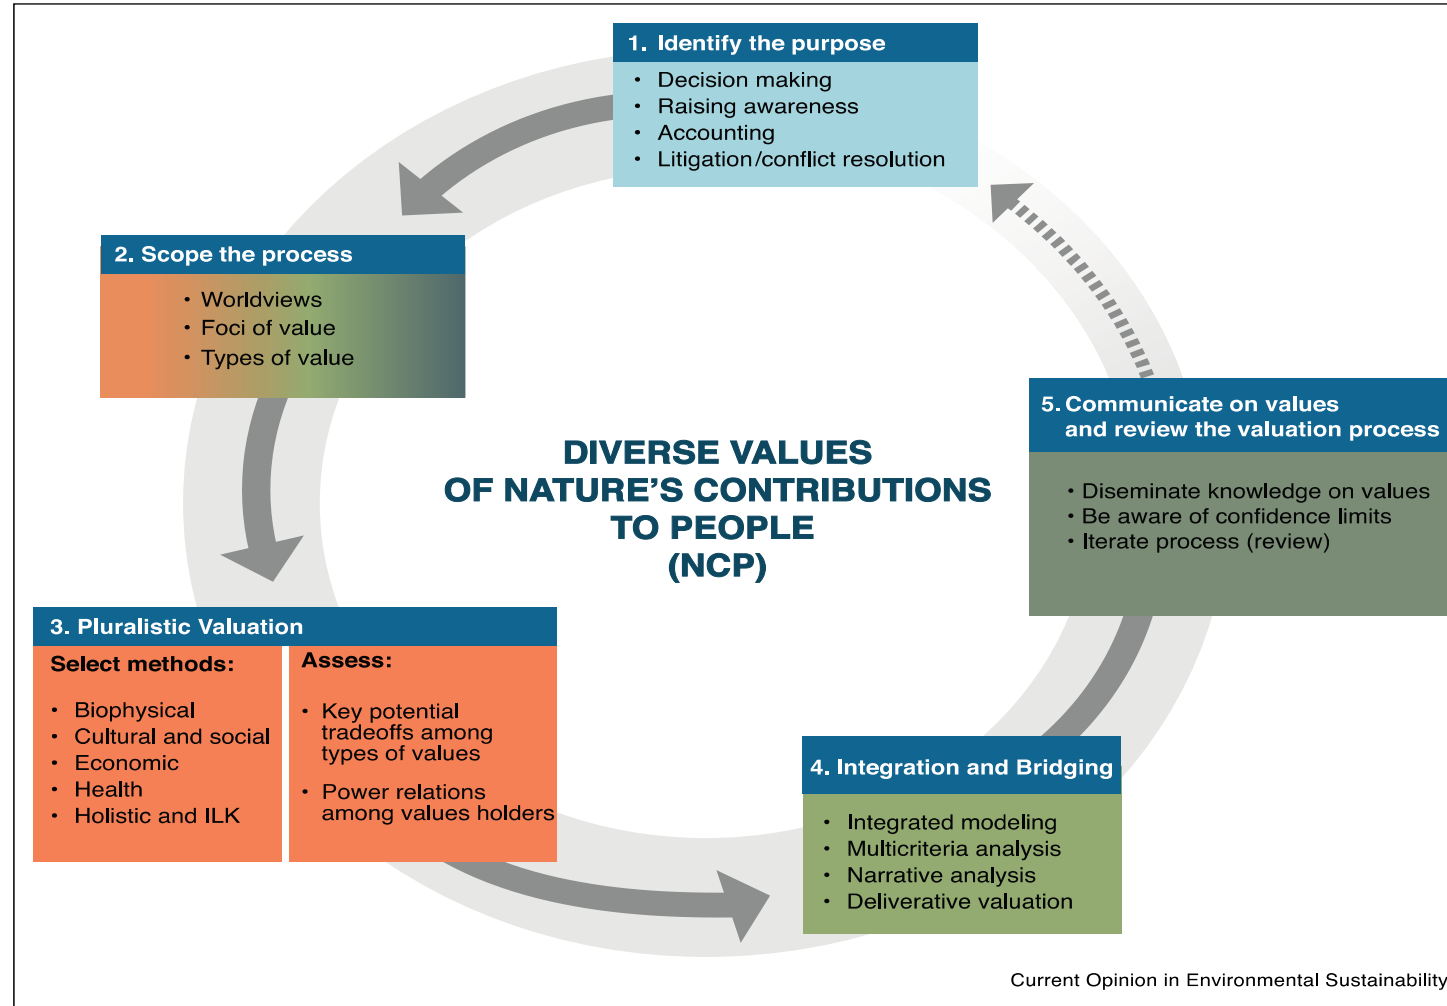 1. Identify the purpose
• Decision making
• Raising awareness
• Accounting
• Litigation/conflict resolution
2. Scope the process
• Worldviews
• Foci of value
• Types of value
DIVERSE VALUES
OF NATURE'S CONTRIBUTIONS
TO PEOPLE
(NCP)
3. Pluralistic Valuation
Select methods:
• Biophysical
• Cultural and social
• Economic
• Health
• Holistic and ILK
Assess:
• Key potential
tradeoffs among
types of values
• Power relations
among values holders
4. Integration and Bridging
• Integrated modeling
• Multicriteria analysis
• Narrative analysis
• Deliverative valuation
5. Communicate on values
and review the valuation process
• Diseminate knowledge on values
• Be aware of confidence limits
• Iterate process (review)
Current Opinion in Environmental Sustainability